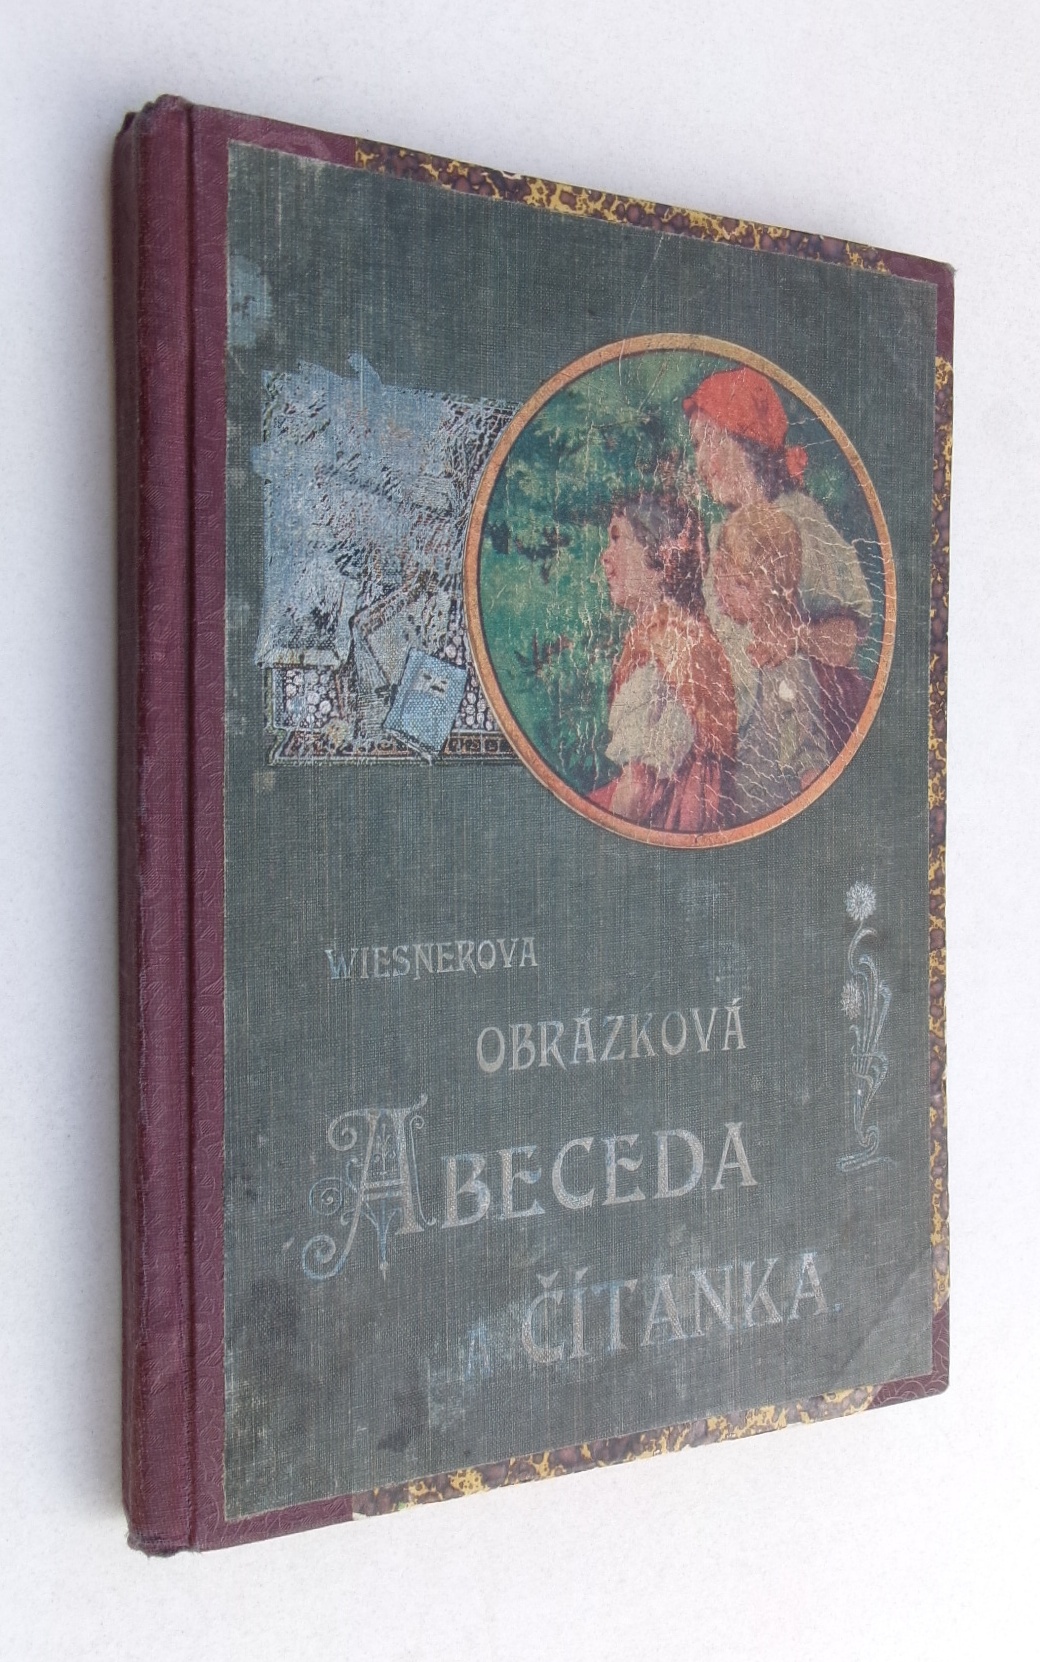 WIESNEROVA
OBRÁZKOVÁ
ABECEDA
A ČÍTANKA.